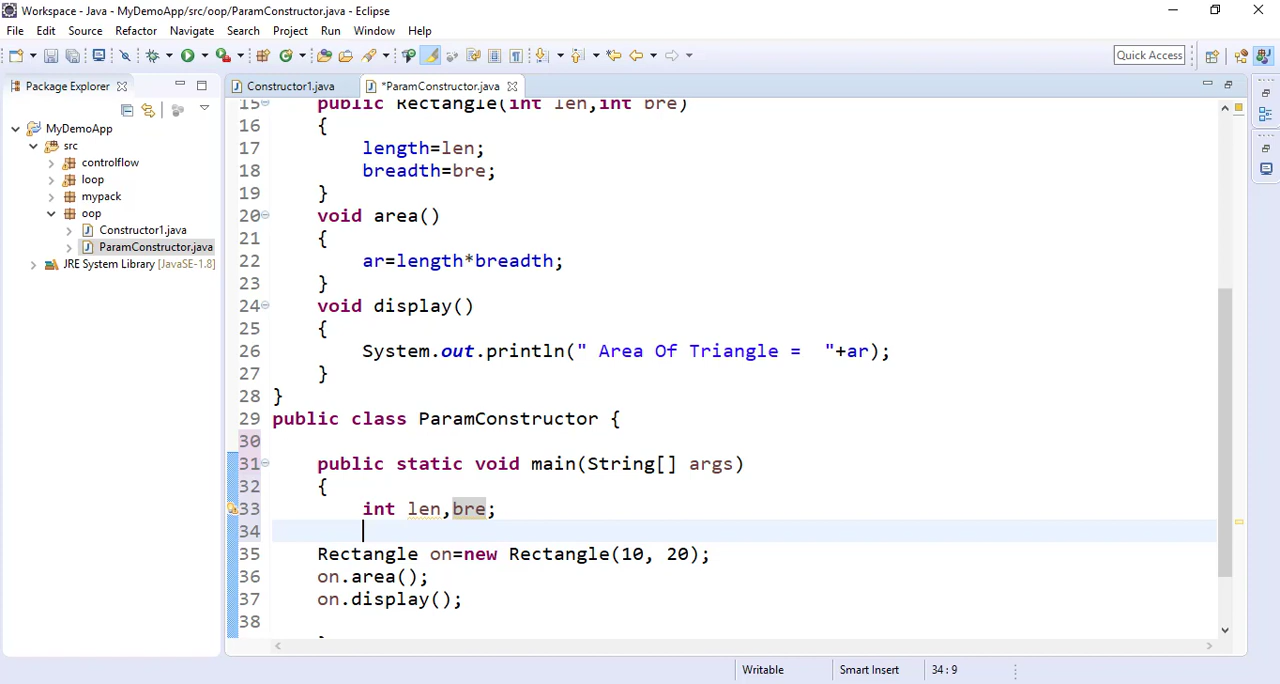 Workspace - Java - MyDemoApp/src/oop/ParamConstructor.java - Eclipse
File Edit Source Refactor Navigate Search Project Run Window Help
Quick Access
Package Explorer
Constructor1.java
*ParamConstructor.java
MyDemoApp
src
controlflow
loop
mypack
oop
Constructor1.java
ParamConstructor.java
JRE System Library [JavaSE-1.8]
15 public Rectangle(int len,int bre)
16 {
17 length=len;
18 breadth=bre;
19 }
20 void area()
21 {
22 ar=length*breadth;
23 }
24 void display()
25 {
26 System.out.println(" Area Of Triangle =  "+ar);
27 }
28 }
29 public class ParamConstructor {
30
31 public static void main(String[] args)
32 {
33 int len,bre;
34
35 Rectangle on=new Rectangle(10, 20);
36 on.area();
37 on.display();
38
Writable Smart Insert 34 : 9